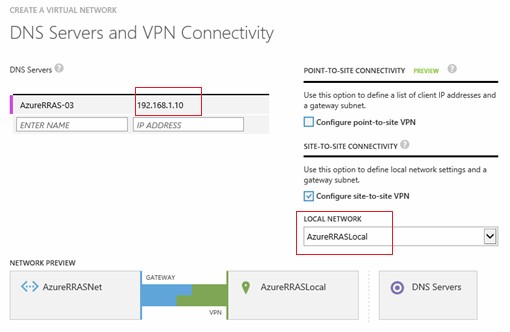 CREATE A VIRTUAL NETWORK
DNS Servers and VPN Connectivity
DNS Servers ?
AzureRRAS-03 192.168.1.10
ENTER NAME IP ADDRESS
POINT-TO-SITE CONNECTIVITY PREVIEW ?
Use this option to define a list of client IP addresses and
a gateway subnet.
Configure point-to-site VPN
SITE-TO-SITE CONNECTIVITY ?
Use this option to define local network settings and a
gateway subnet.
Configure site-to-site VPN
LOCAL NETWORK
AzureRRASLocal
NETWORK PREVIEW
AzureRRASNet
GATEWAY
VPN
AzureRRASLocal
DNS Servers